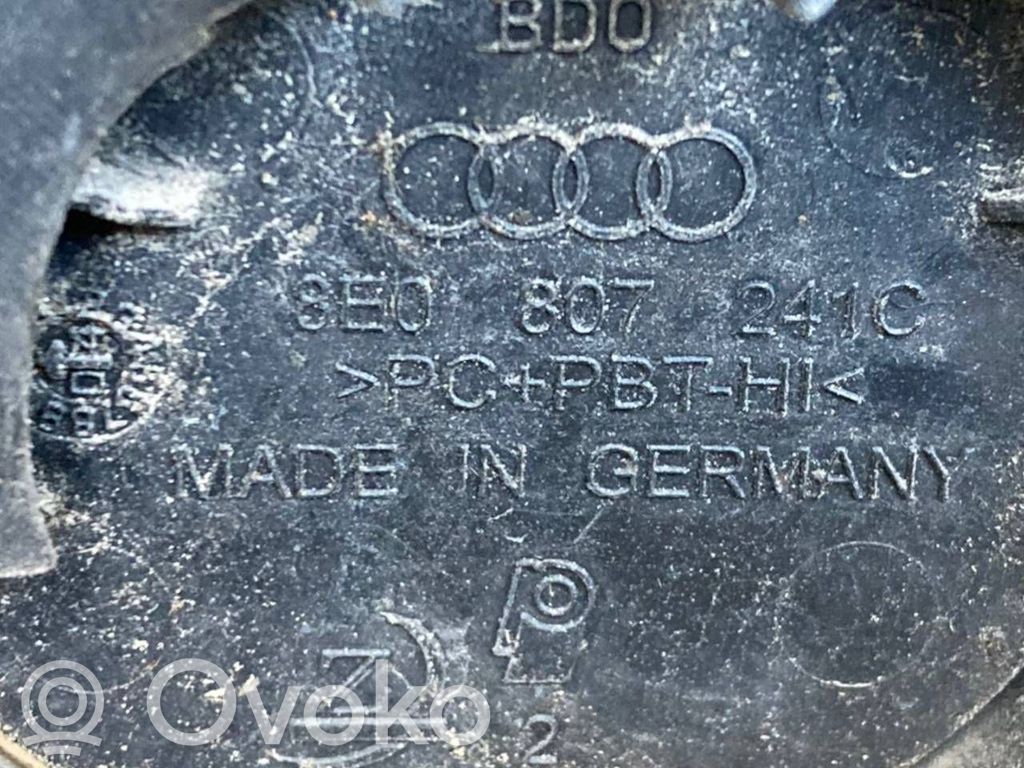 BDO
8E0 807 241C
>PC+PBT-HI<
MADE IN GERMANY
2
Ovoko